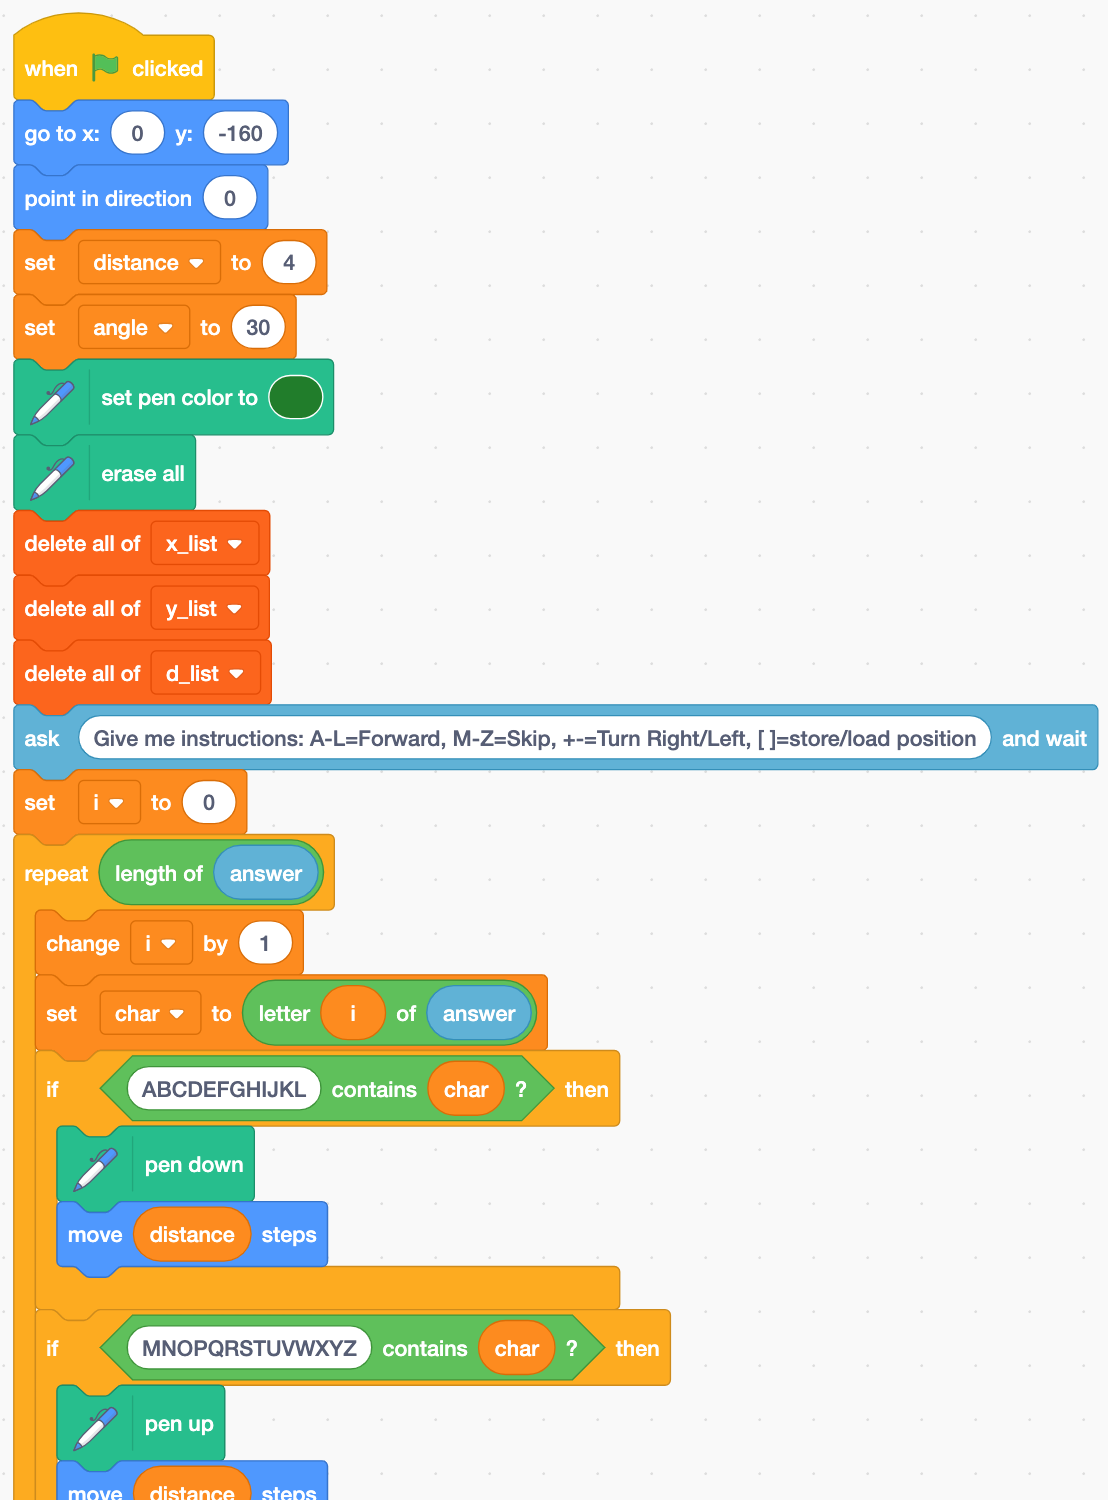 when clicked
go to x: 0 y: -160
point in direction 0
set distance to 4
set angle to 30
set pen color to
erase all
delete all of x_list
delete all of y_list
delete all of d_list
ask Give me instructions: A-L=Forward, M-Z=Skip, +-=Turn Right/Left, [ ]=store/load position and wait
set i to 0
repeat length of answer
change i by 1
set char to letter i of answer
if ABCDEFGHIJKL contains char ? then
pen down
move distance steps
if MNOPQRSTUVWXYZ contains char ? then
pen up
move distance steps